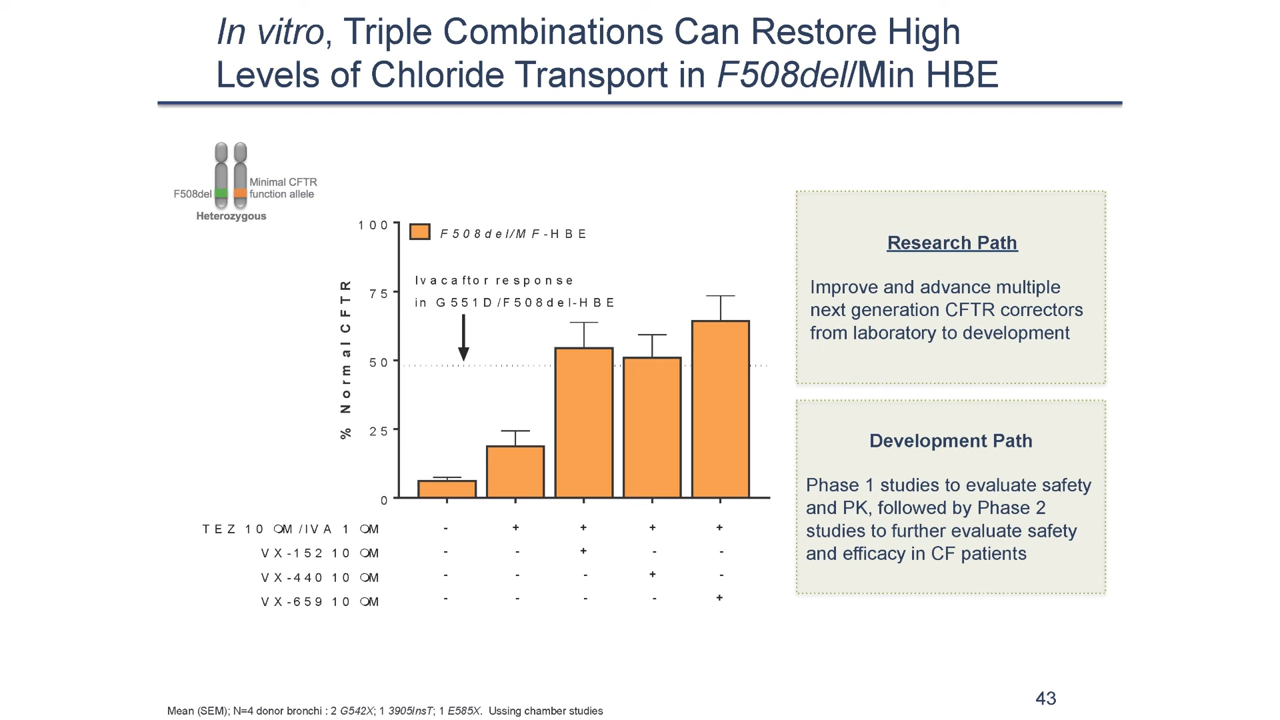 In vitro, Triple Combinations Can Restore High
Levels of Chloride Transport in F508del/Min HBE
F508del
Minimal CFTR
function allele
Heterozygous
% Normal CFTR
100
75
50
25
0
F508del/MF-HBE
Ivacaftor response
in G551D/F508del-HBE
TEZ 10 ❍M/IVA 1 ❍M - + + + +
VX-152 10 ❍M - - + - -
VX-440 10 ❍M - - - + -
VX-659 10 ❍M - - - - +
Research Path
Improve and advance multiple
next generation CFTR correctors
from laboratory to development
Development Path
Phase 1 studies to evaluate safety
and PK, followed by Phase 2
studies to further evaluate safety
and efficacy in CF patients
Mean (SEM); N=4 donor bronchi : 2 G542X; 1 3905InsT; 1 E585X. Ussing chamber studies
43